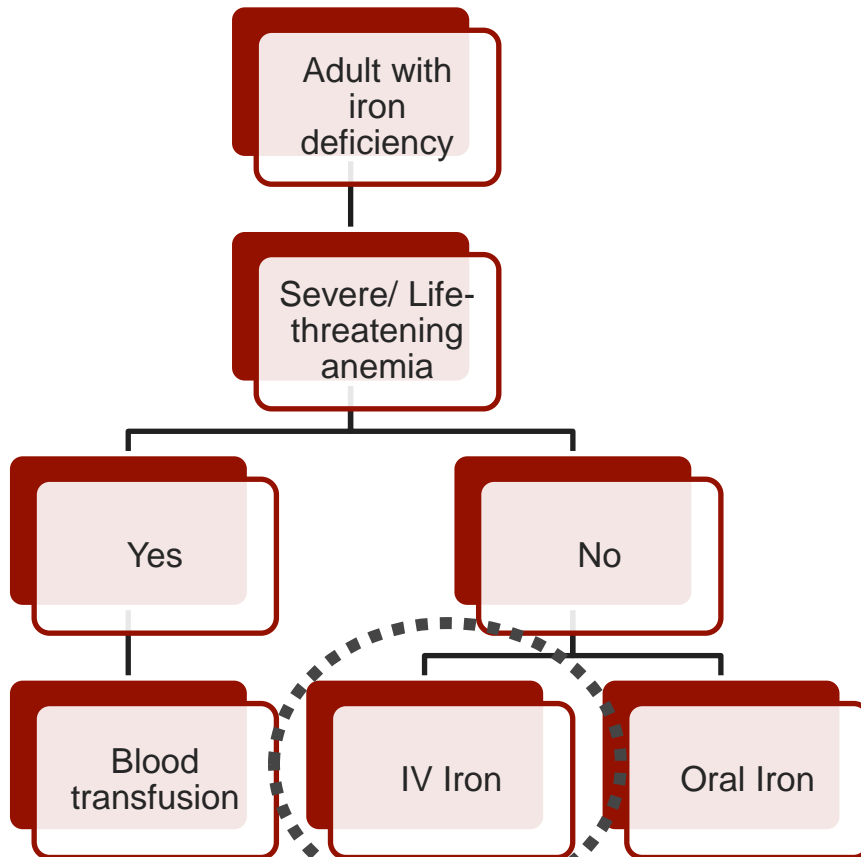 Adult with
iron
deficiency
Severe/ Life-
threatening
anemia
Yes
No
Blood
transfusion
IV Iron
Oral Iron